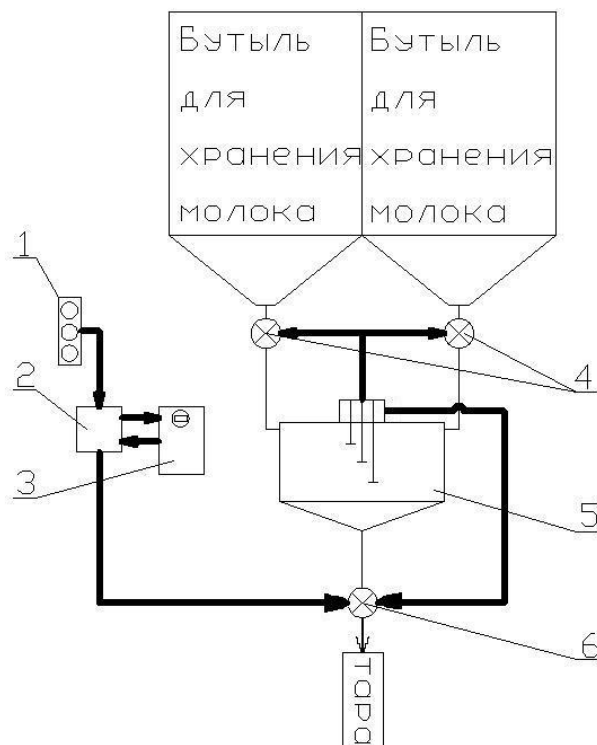 Бутыль
для
хранения
молока
Бутыль
для
хранения
молока
1
2
3
4
5
6
тара